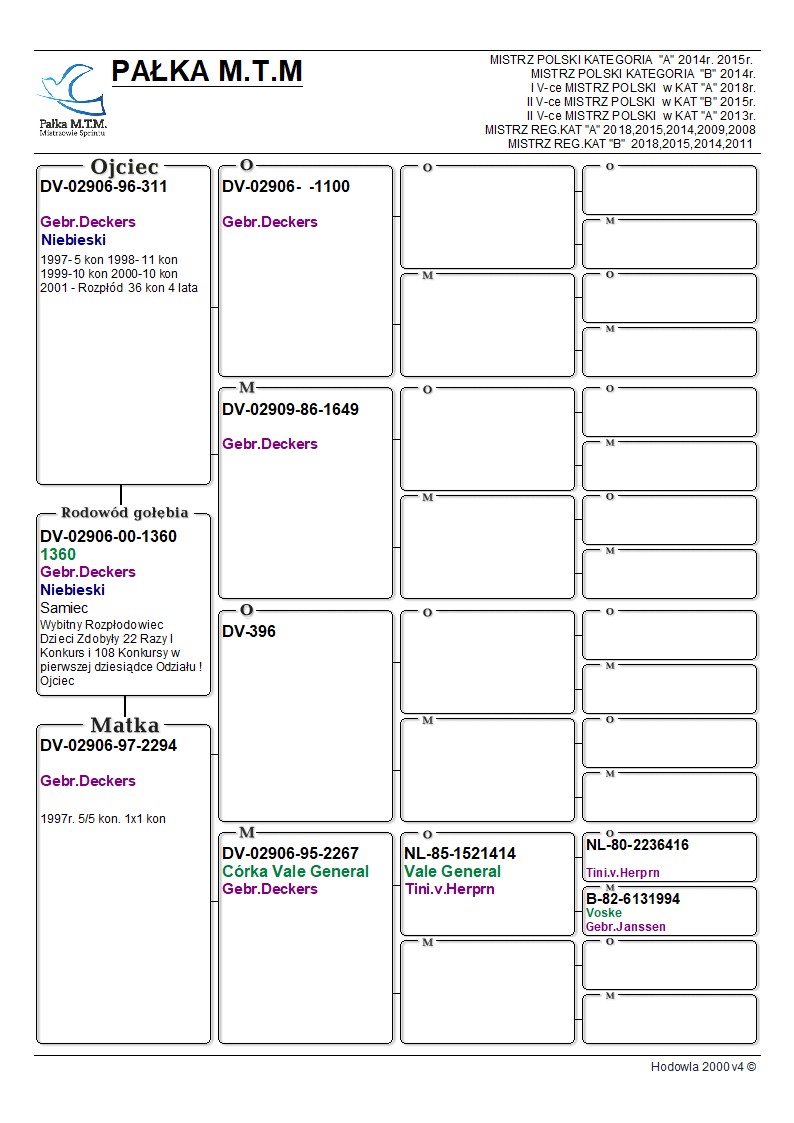 PAŁKA M.T.M
Pałka M.T.M.
Mistrzowie Sprintu
MISTRZ POLSKI KATEGORIA "A" 2014r. 2015r.
MISTRZ POLSKI KATEGORIA "B" 2014r.
I V-ce MISTRZ POLSKI w KAT "A" 2018r.
II V-ce MISTRZ POLSKI w KAT "B" 2015r.
II V-ce MISTRZ POLSKI w KAT "A" 2013r.
MISTRZ REG.KAT "A" 2018,2015,2014,2009,2008
MISTRZ REG.KAT "B" 2018,2015,2014,2011
Ojciec
DV-02906-96-311
Gebr.Deckers
Niebieski
1997- 5 kon 1998- 11 kon
1999-10 kon 2000-10 kon
2001 - Rozpłód 36 kon 4 lata
Rodowód gołębia
DV-02906-00-1360
1360
Gebr.Deckers
Niebieski
Samiec
Wybitny Rozpłodowiec
Dzieci Zdobyły 22 Razy I
Konkurs i 108 Konkursy w
pierwszej dziesiądce Odziału !
Ojciec
Matka
DV-02906-97-2294
Gebr.Deckers
1997r. 5/5 kon. 1x1 kon
O
DV-02906- -1100
Gebr.Deckers
M
DV-02909-86-1649
Gebr.Deckers
O
DV-396
M
DV-02906-95-2267
Córka Vale General
Gebr.Deckers
O
M
O
M
O
M
O
NL-85-1521414
Vale General
Tini.v.Herprn
M
O
M
O
M
O
M
O
M
O
M
O
M
O
NL-80-2236416
Tini.v.Herprn
M
B-82-6131994
Voske
Gebr.Janssen
O
M
Hodowla 2000v4 ©